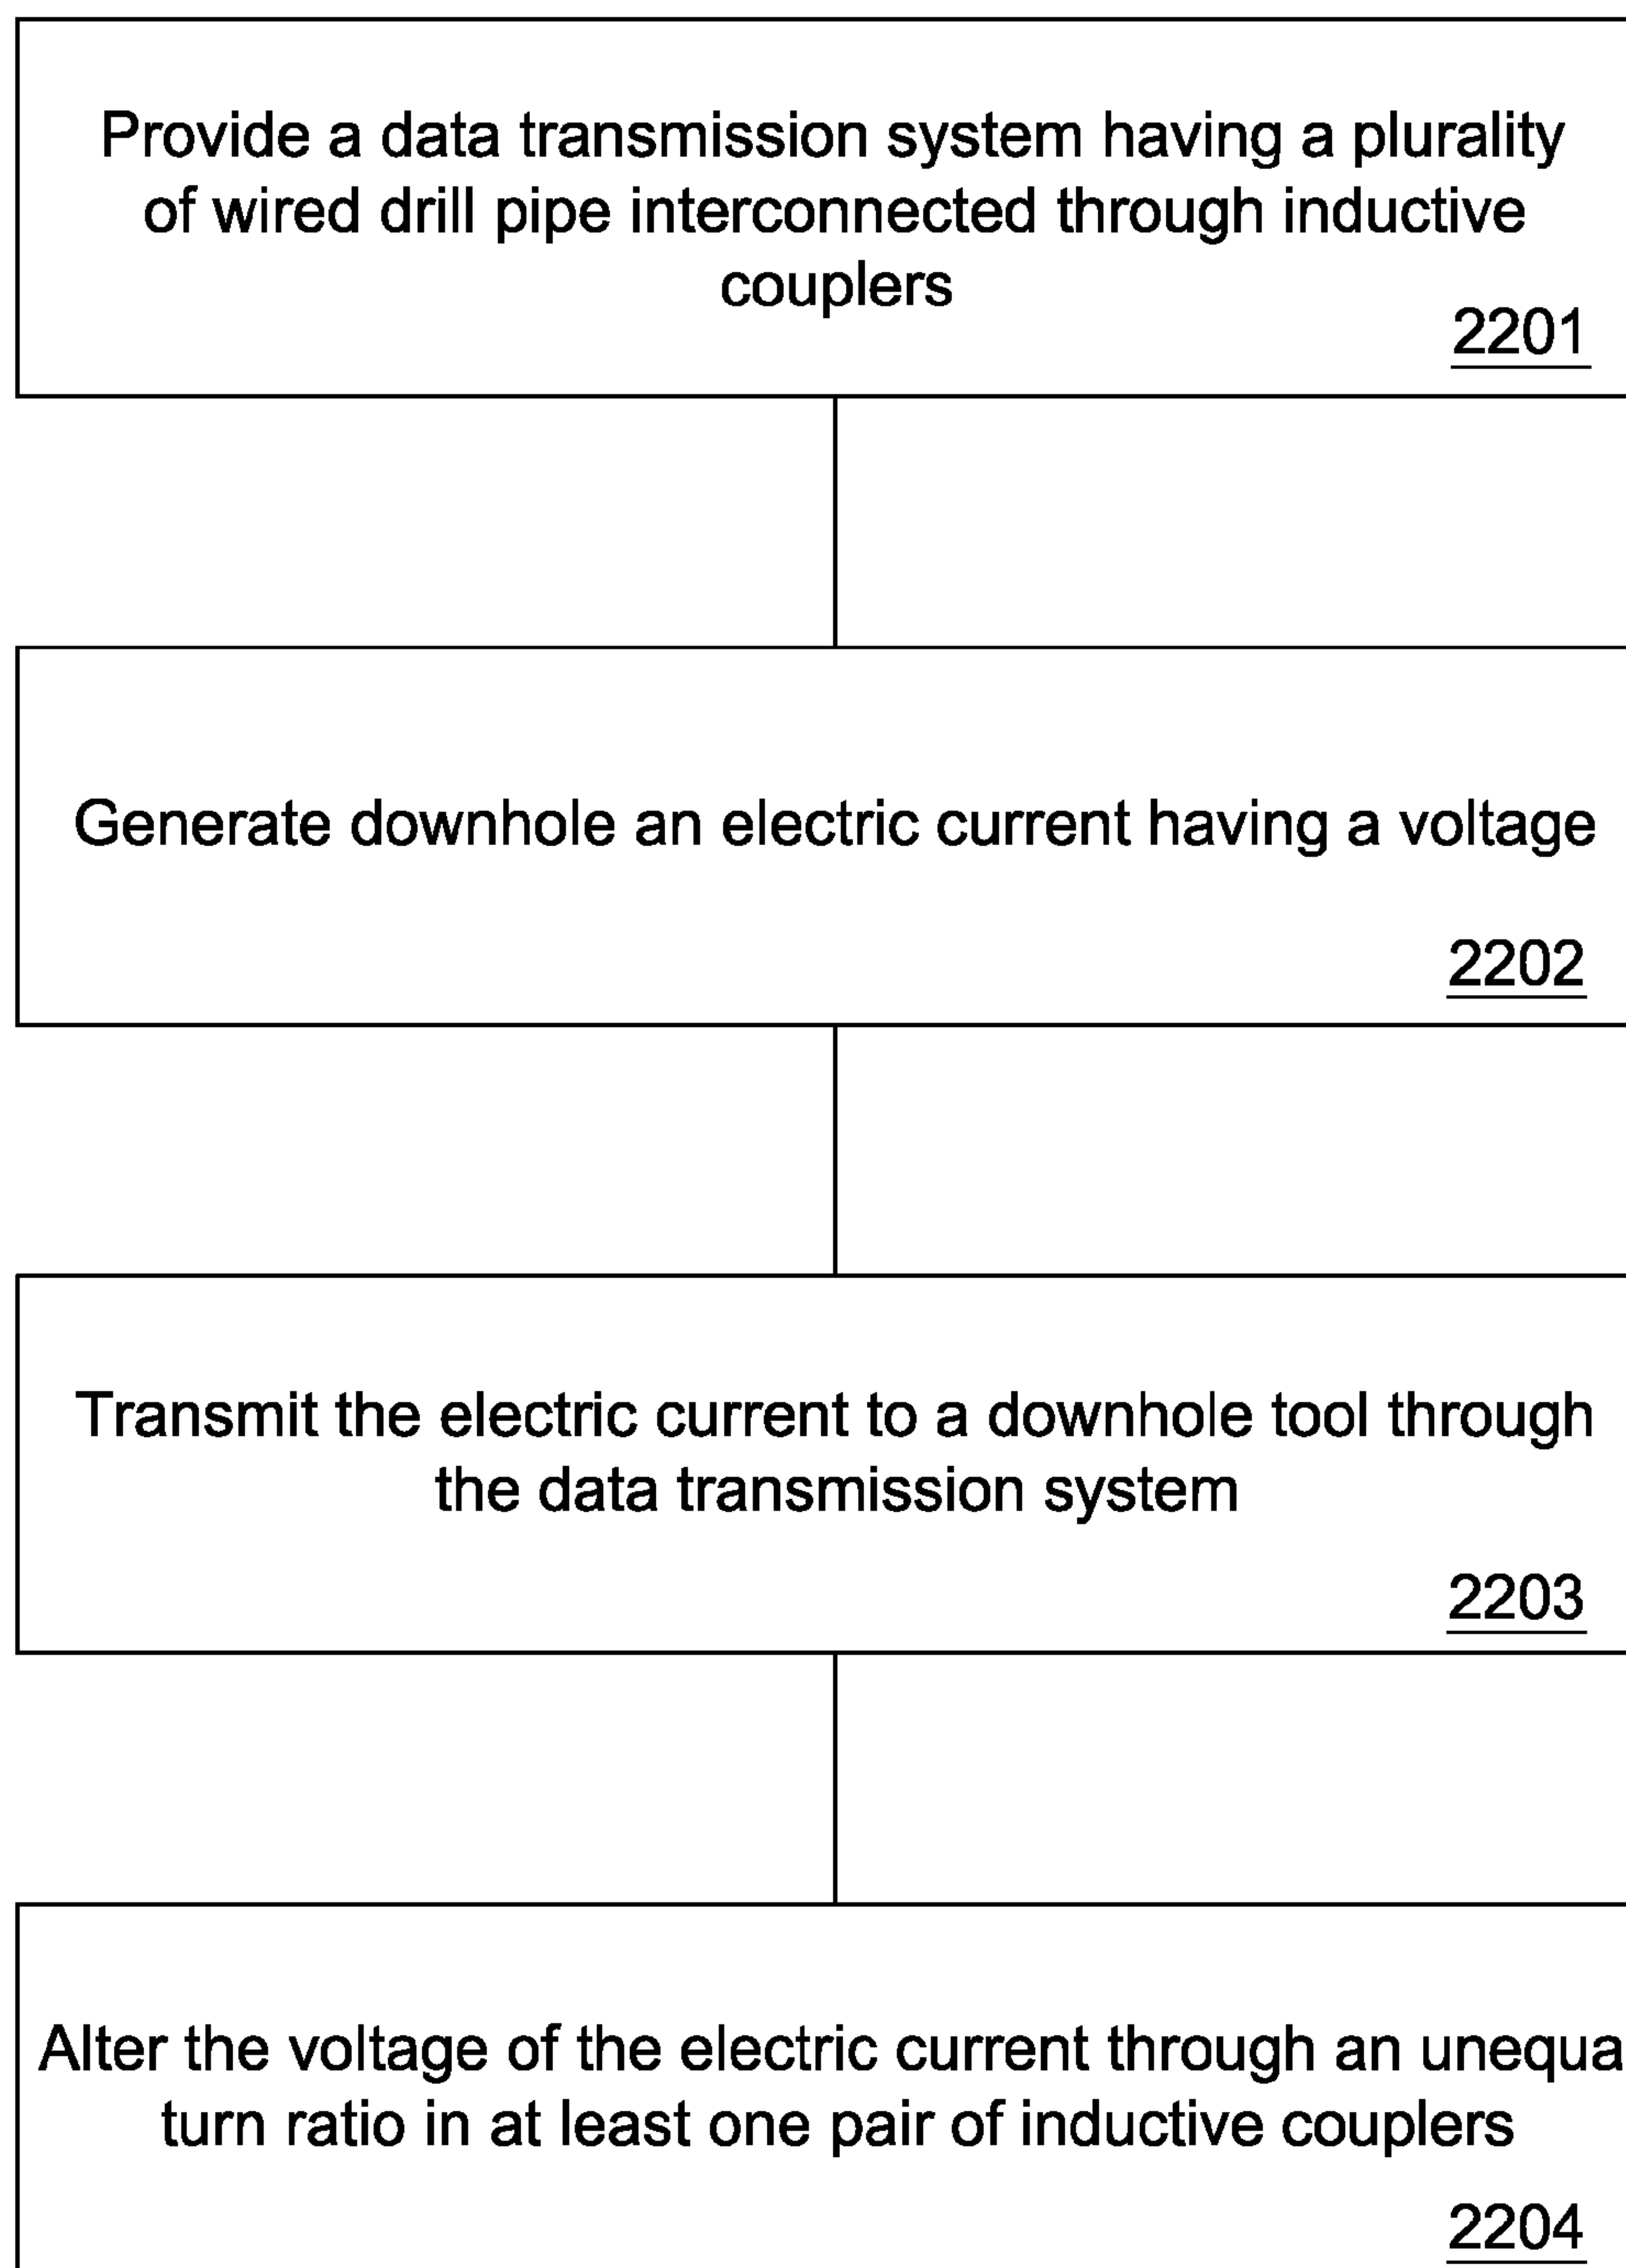 Provide a data transmission system having a plurality
of wired drill pipe interconnected through inductive
couplers
2201
Generate downhole an electric current having a voltage
2202
Transmit the electric current to a downhole tool through
the data transmission system
2203
Alter the voltage of the electric current through an unequa
turn ratio in at least one pair of inductive couplers
2204